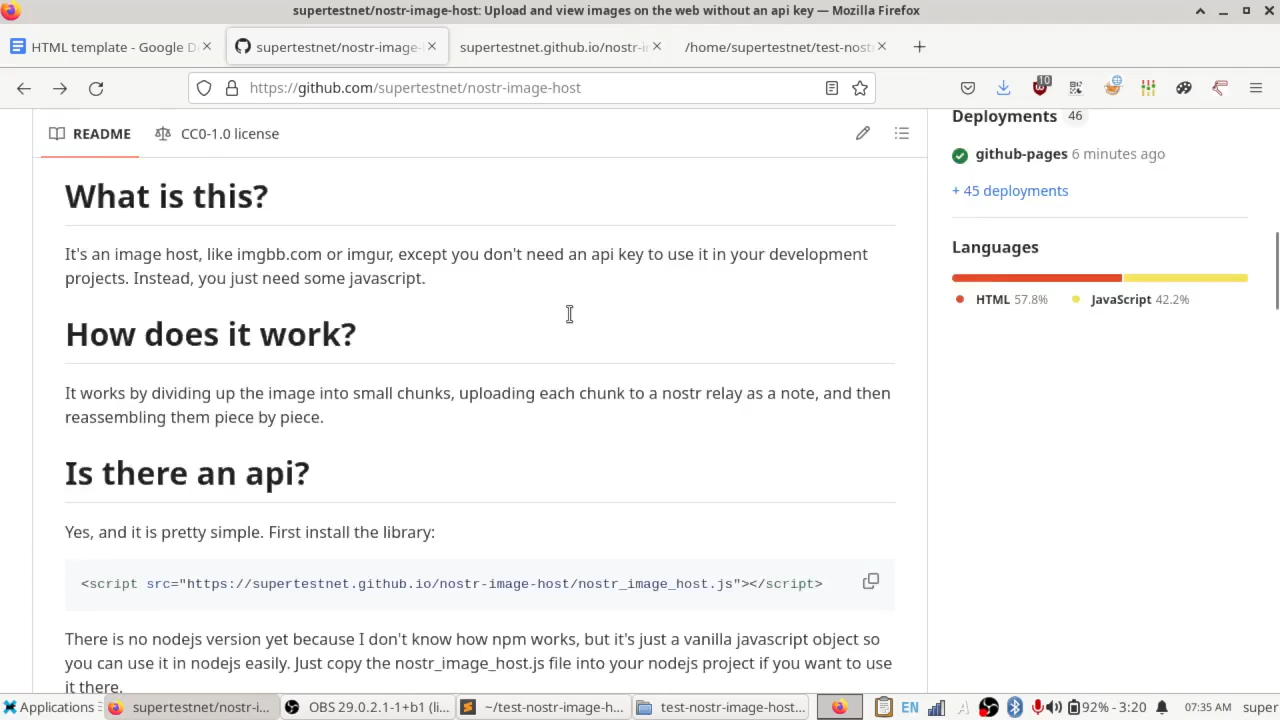 supertestnet/nostr-image-host: Upload and view images on the web without an api key — Mozilla Firefox
HTML template - Google D
supertestnet/nostr-image-
supertestnet.github.io/nostr-i
/home/supertestnet/test-nost
https://github.com/supertestnet/nostr-image-host
10
README
CC0-1.0 license
Deployments 46
github-pages 6 minutes ago
+ 45 deployments
Languages
HTML 57.8%
JavaScript 42.2%
What is this?
It's an image host, like imgbb.com or imgur, except you don't need an api key to use it in your development
projects. Instead, you just need some javascript.
How does it work?
It works by dividing up the image into small chunks, uploading each chunk to a nostr relay as a note, and then
reassembling them piece by piece.
Is there an api?
Yes, and it is pretty simple. First install the library:
<script src="https://supertestnet.github.io/nostr-image-host/nostr_image_host.js"></script>
There is no nodejs version yet because I don't know how npm works, but it's just a vanilla javascript object so
you can use it in nodejs easily. Just copy the nostr_image_host.js file into your nodejs project if you want to use
it there.
Applications
supertestnet/nostr-i...
OBS 29.0.2.1-1+b1 (li...
~/test-nostr-image-h...
test-nostr-image-host...
EN
92% - 3:20
07:35 AM
super